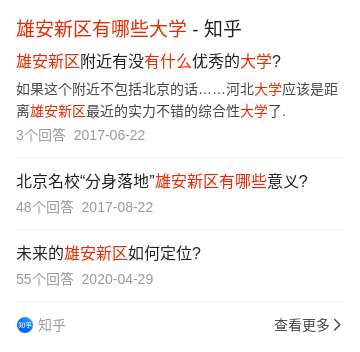 雄安新区有哪些大学 - 知乎
雄安新区附近有没有什么优秀的大学?
如果这个附近不包括北京的话……河北大学应该是距
离雄安新区最近的实力不错的综合性大学了.
3个回答 2017-06-22
北京名校“分身落地”雄安新区有哪些意义?
48个回答 2017-08-22
未来的雄安新区如何定位?
55个回答 2020-04-29
知乎 知乎
查看更多